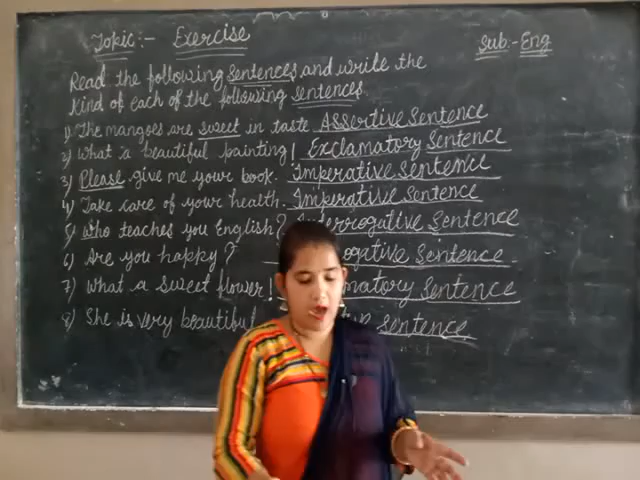 Topic:- Exercise
Sub.- Eng
Read the following sentences and write the
kind of each of the following sentences.
1) The mangoes are sweet in taste Assertive Sentence
2) What a beautiful painting! Exclamatory Sentence
3) Please give me your book. Imperative Sentence
4) Take care of your health. Imperative Sentence
5) Who teaches you English? Interrogative Sentence
6) Are you happy? Sentence
7) What a sweet flower! Sentence
8) She is very beautiful Sentence